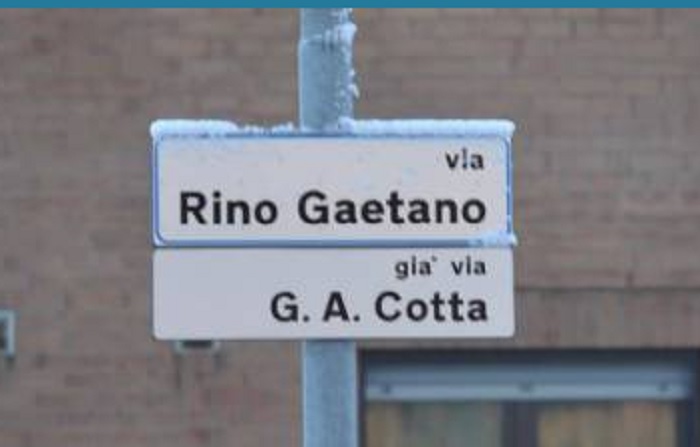 via
Rino Gaetano
gia' via
G. A. Cotta